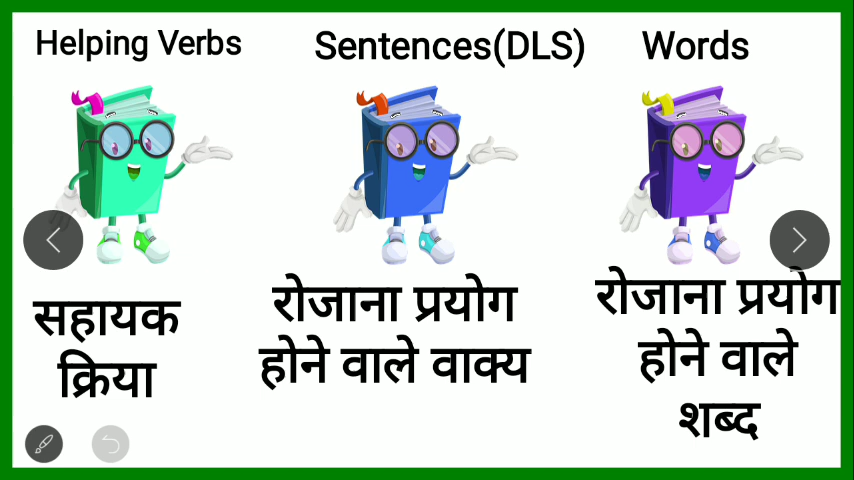 Helping Verbs
Sentences(DLS)
Words
सहायक
क्रिया
रोजाना प्रयोग
होने वाले वाक्य
रोजाना प्रयोग
होने वाले
शब्द